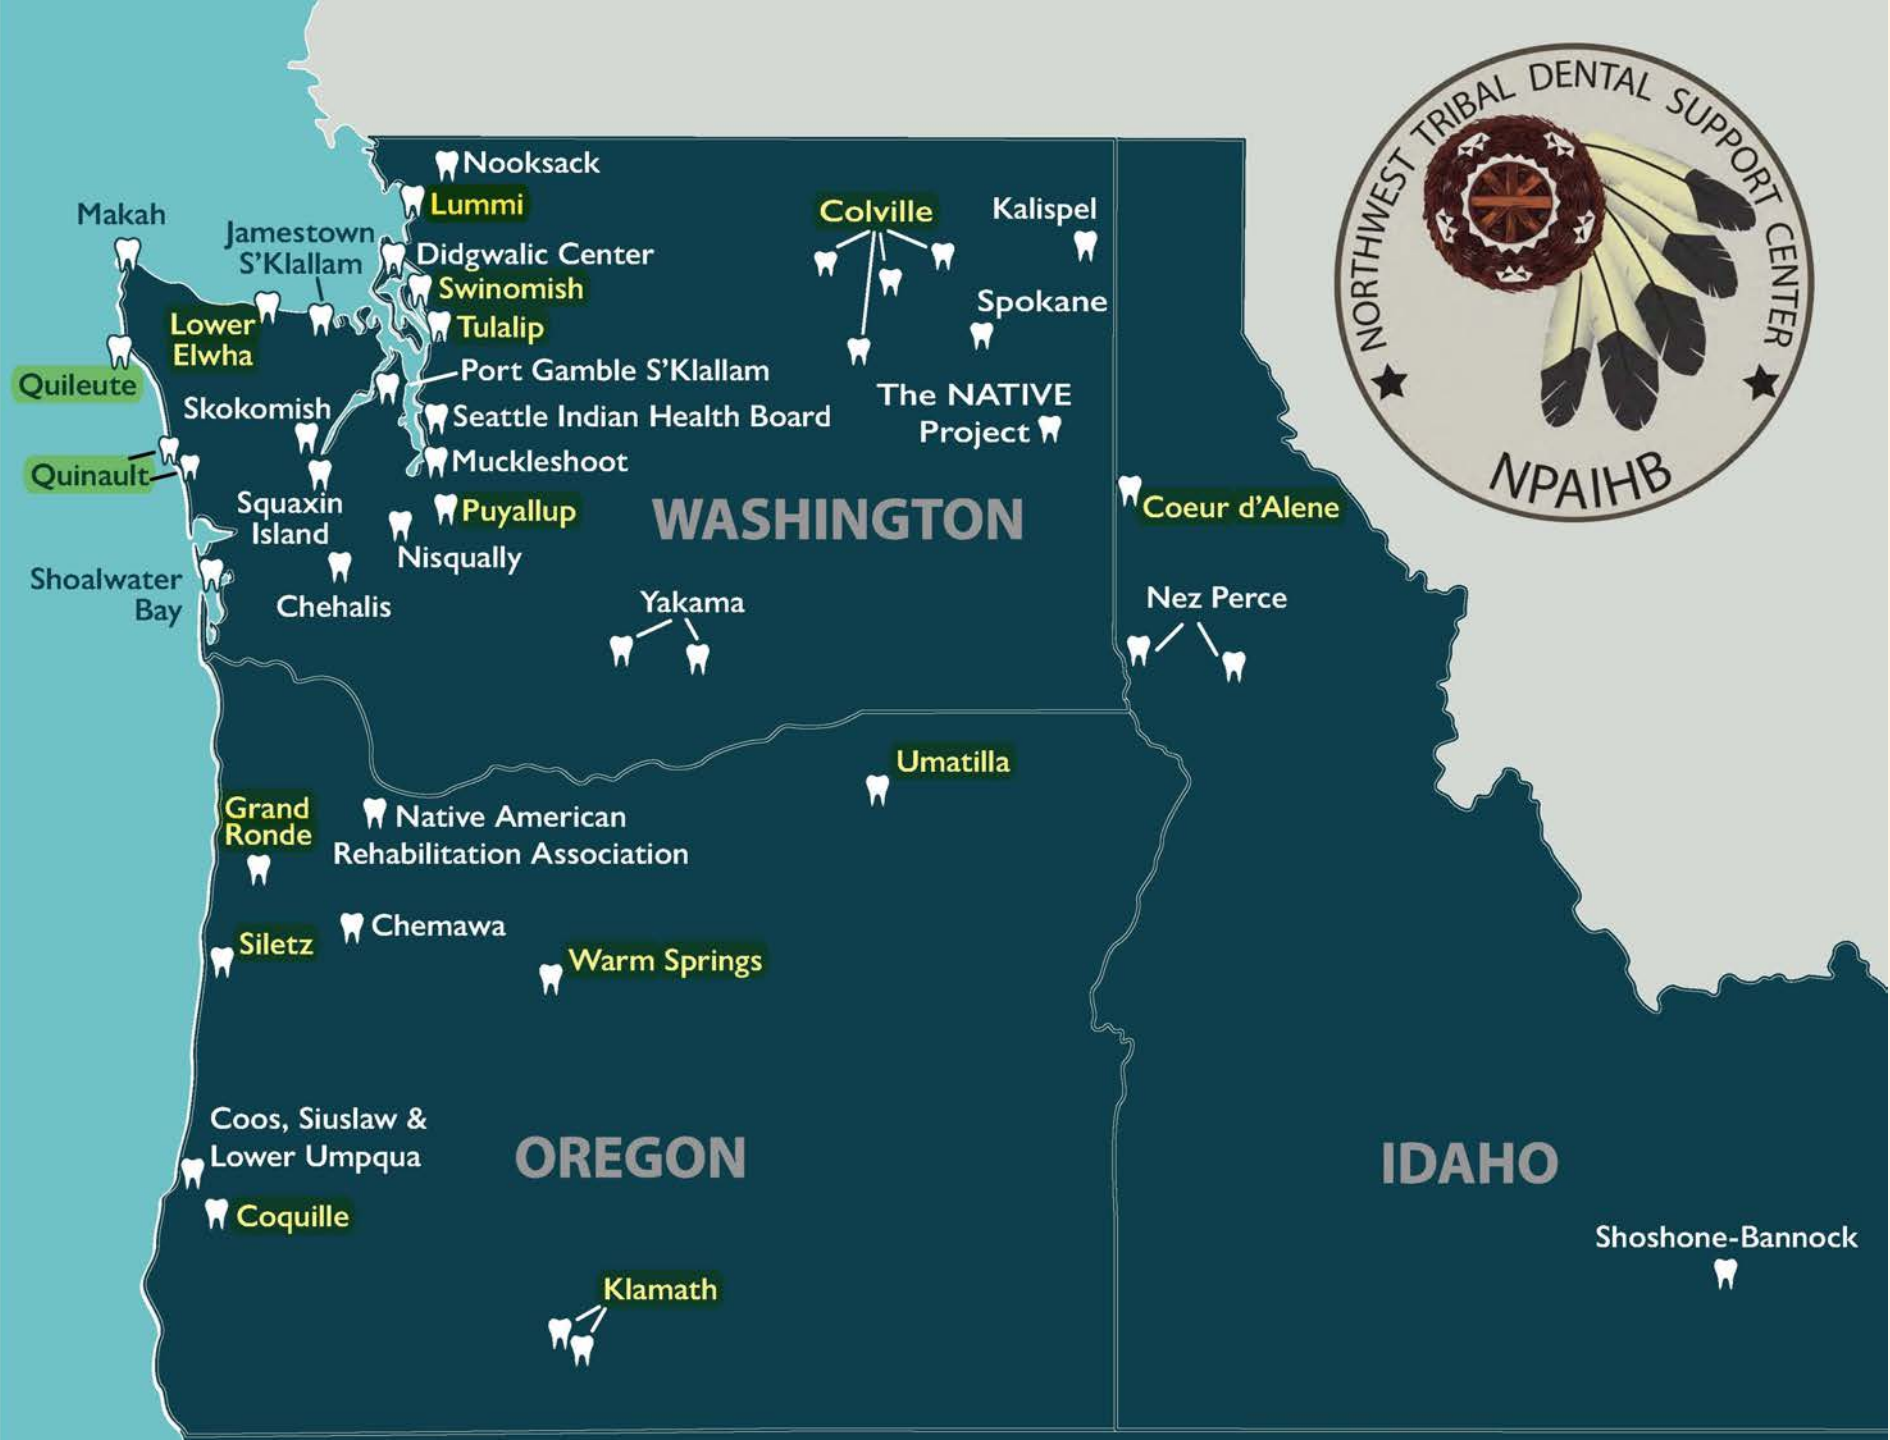 NORTHWEST TRIBAL DENTAL SUPPORT CENTER
NPAIHB
Nooksack
Lummi
Makah
Jamestown
S'Klallam
Didgwalic Center
Swinomish
Tulalip
Lower
Elwha
Quileute
Port Gamble S'Klallam
Skokomish
Seattle Indian Health Board
Quinault
Muckleshoot
Squaxin
Island
Puyallup
Nisqually
Shoalwater
Bay
Chehalis
Colville
Kalispel
Spokane
The NATIVE
Project
WASHINGTON
Yakama
Coeur d'Alene
Nez Perce
Umatilla
Grand
Ronde
Native American
Rehabilitation Association
Chemawa
Siletz
Warm Springs
Coos, Siuslaw &
Lower Umpqua
OREGON
Coquille
Klamath
IDAHO
Shoshone-Bannock